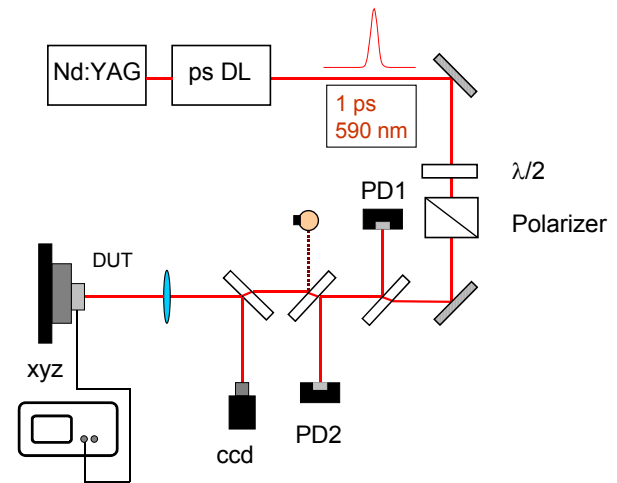 Nd:YAG
ps DL
1 ps
590 nm
λ/2
PD1
Polarizer
DUT
xyz
PD2
ccd